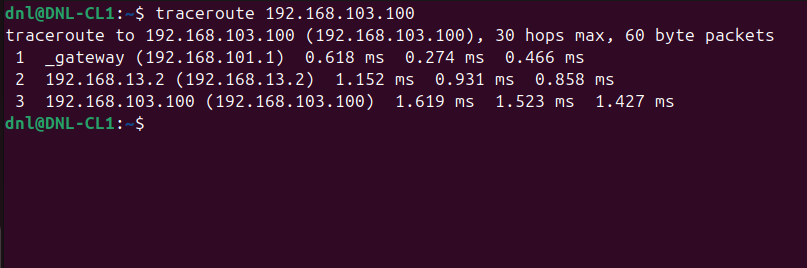 dnl@DNL-CL1:~$ traceroute 192.168.103.100
traceroute to 192.168.103.100 (192.168.103.100), 30 hops max, 60 byte packets
 1  _gateway (192.168.101.1)  0.618 ms  0.274 ms  0.466 ms
 2  192.168.13.2 (192.168.13.2)  1.152 ms  0.931 ms  0.858 ms
 3  192.168.103.100 (192.168.103.100)  1.619 ms  1.523 ms  1.427 ms
dnl@DNL-CL1:~$